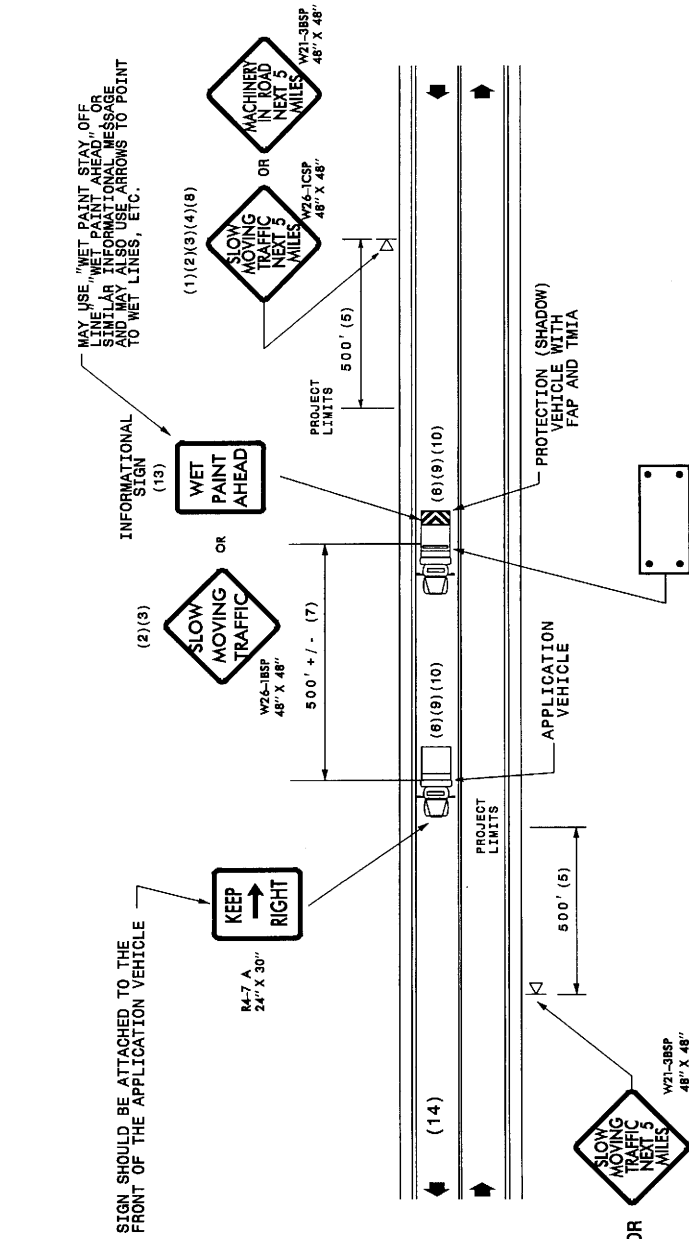 MAY USE "WET PAINT STAY OFF
LINE", "WET PAINT AHEAD", OR
SIMILAR INFORMATIONAL MESSAGE
AND MAY ALSO USE ARROWS TO POINT
TO WET LINES, ETC.
(1)(2)(3)(4)(8)
SLOW
MOVING
TRAFFIC
NEXT 5
MILES
W26-1CSP
48" X 48"
OR
MACHINERY
IN ROAD
NEXT 5
MILES
W21-3BSP
48" X 48"
INFORMATIONAL
SIGN
(13)
WET
PAINT
AHEAD
OR
(2)(3)
SLOW
MOVING
TRAFFIC
W26-1BSP
48" X 48"
500' +/- (7)
PROJECT
LIMITS
500' (5)
SIGN SHOULD BE ATTACHED TO THE
FRONT OF THE APPLICATION VEHICLE
KEEP
RIGHT
R4-7 A
24" X 30"
(14)
(6)(9)(10)
(6)(9)(10)
APPLICATION
VEHICLE
PROTECTION (SHADOW)
VEHICLE WITH
FAP AND TMIA
PROJECT
LIMITS
500' (5)
SLOW
MOVING
TRAFFIC
NEXT 5
MILES
W21-3BSP
48" X 48"
OR